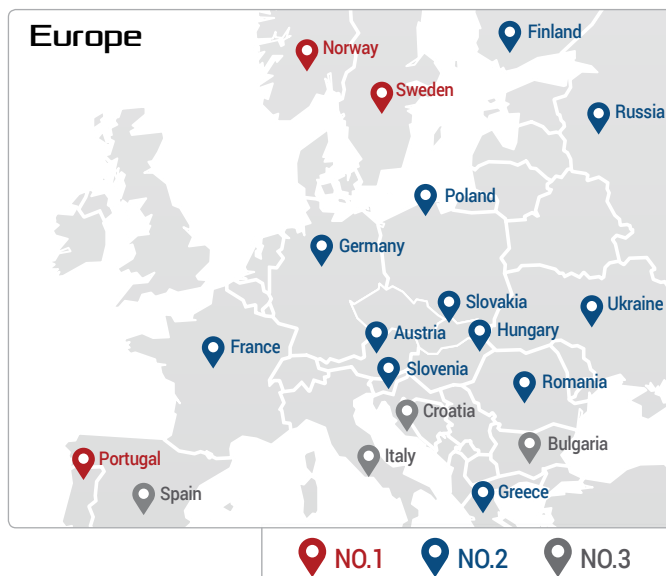 Europe
Finland
Norway
Sweden
Russia
Poland
Germany
Slovakia
Ukraine
Austria
Hungary
France
Slovenia
Romania
Croatia
Bulgaria
Italy
Portugal
Spain
Greece
NO.1 NO.2 NO.3